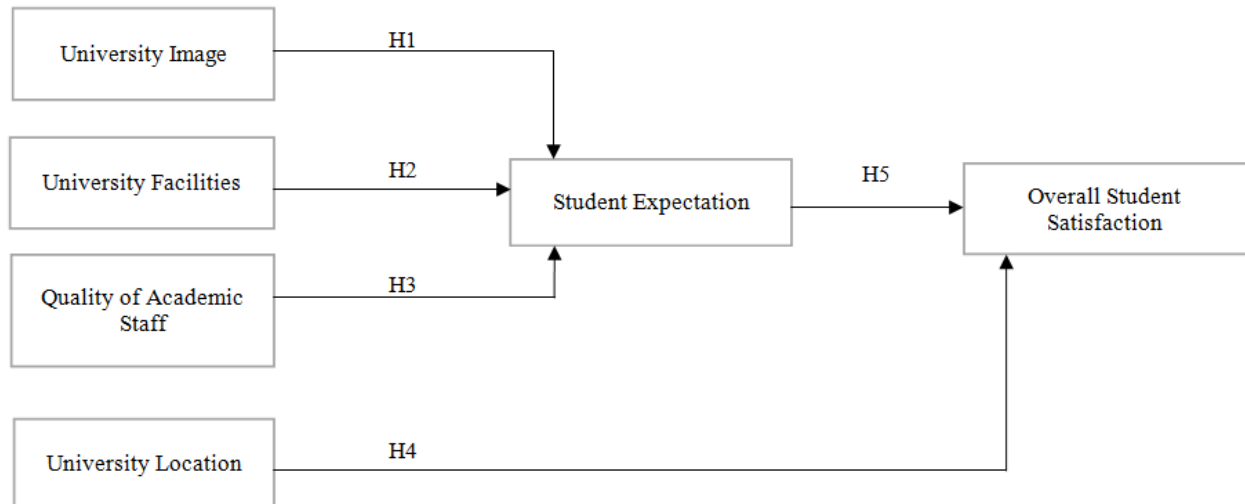 University Image
H1
University Facilities
H2
Student Expectation
H5
Overall Student
Satisfaction
Quality of Academic
Staff
H3
University Location
H4